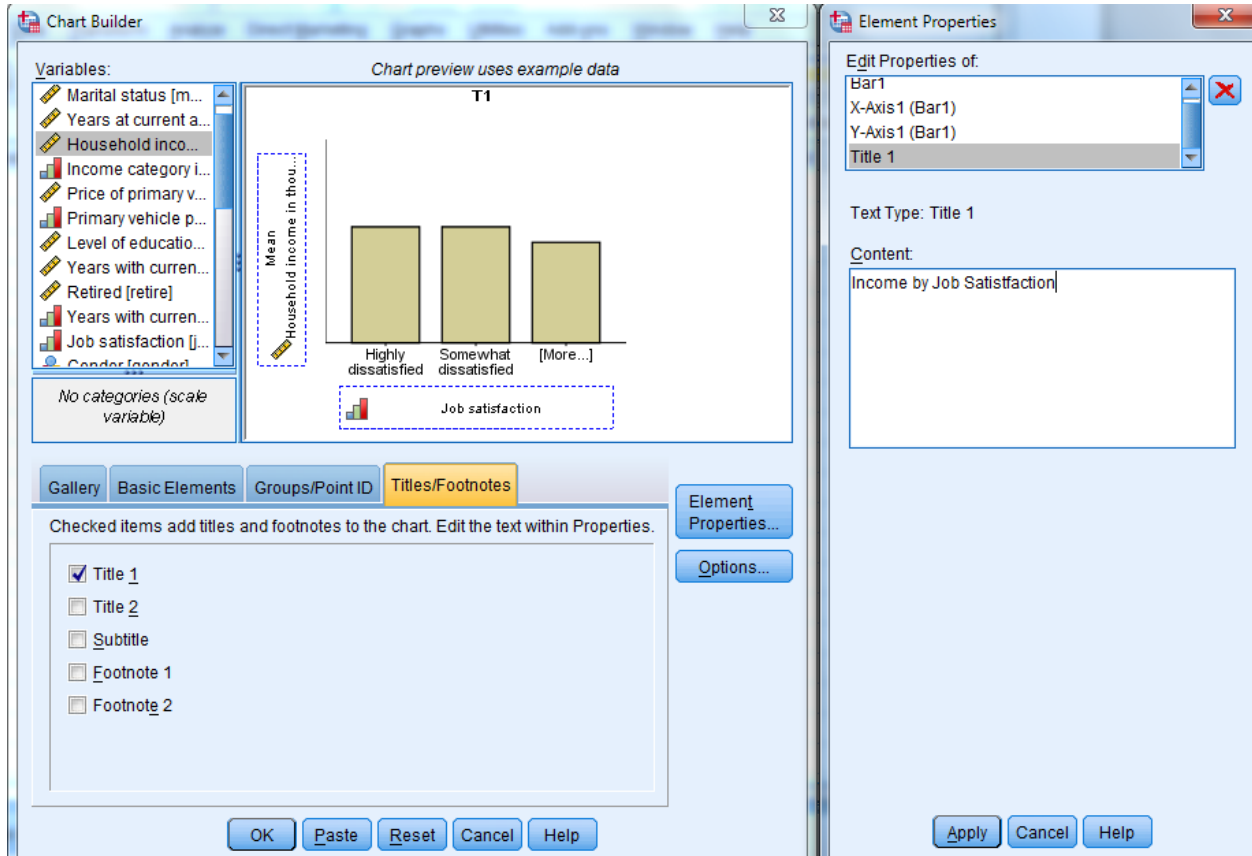 Chart Builder
Variables:
Chart preview uses example data
Marital status [m...
Years at current a...
Household inco...
Income category i...
Price of primary v...
Primary vehicle p...
Level of educatio...
Years with curren...
Retired [retire]
Years with curren...
Job satisfaction [j...
Gender [gender]
No categories (scale
variable)
T1
Mean
Household income in thou...
Highly
dissatisfied
Somewhat
dissatisfied
[More...]
Job satisfaction
Gallery
Basic Elements
Groups/Point ID
Titles/Footnotes
Element
Properties...
Options...
Checked items add titles and footnotes to the chart. Edit the text within Properties.
Title 1
Title 2
Subtitle
Footnote 1
Footnote 2
OK
Paste
Reset
Cancel
Help
Element Properties
Edit Properties of:
Bar1
X-Axis1 (Bar1)
Y-Axis1 (Bar1)
Title 1
Text Type: Title 1
Content:
Income by Job Satistfaction
Apply
Cancel
Help